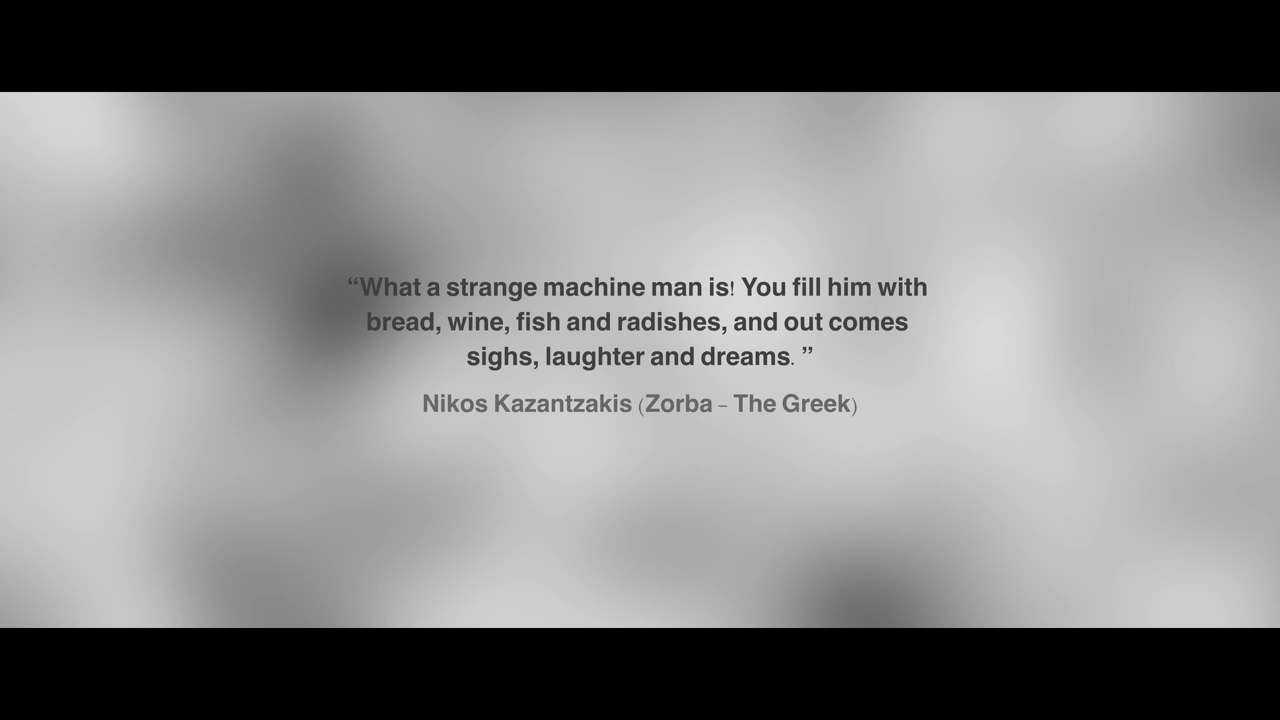 “What a strange machine man is! You fill him with
bread, wine, fish and radishes, and out comes
sighs, laughter and dreams. ”
Nikos Kazantzakis (Zorba – The Greek)